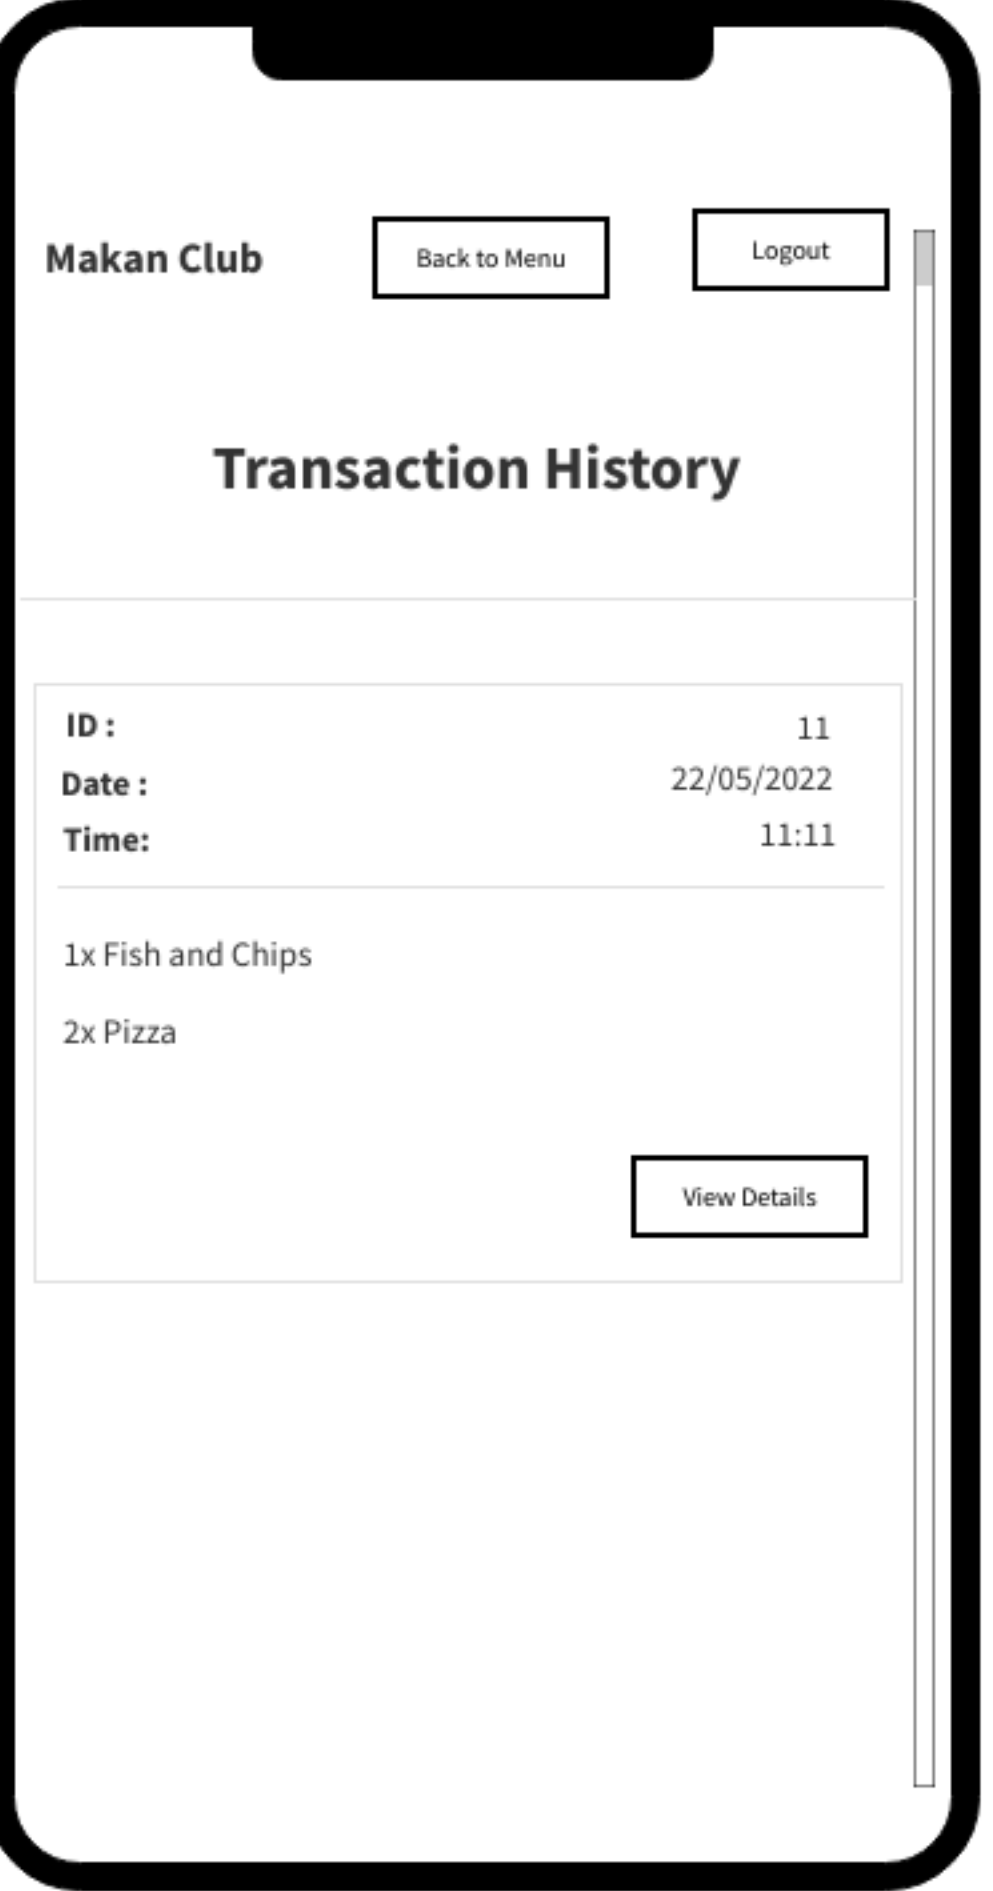 Makan Club
Back to Menu
Logout
Transaction History
ID : 11
Date : 22/05/2022
Time: 11:11
1x Fish and Chips
2x Pizza
View Details